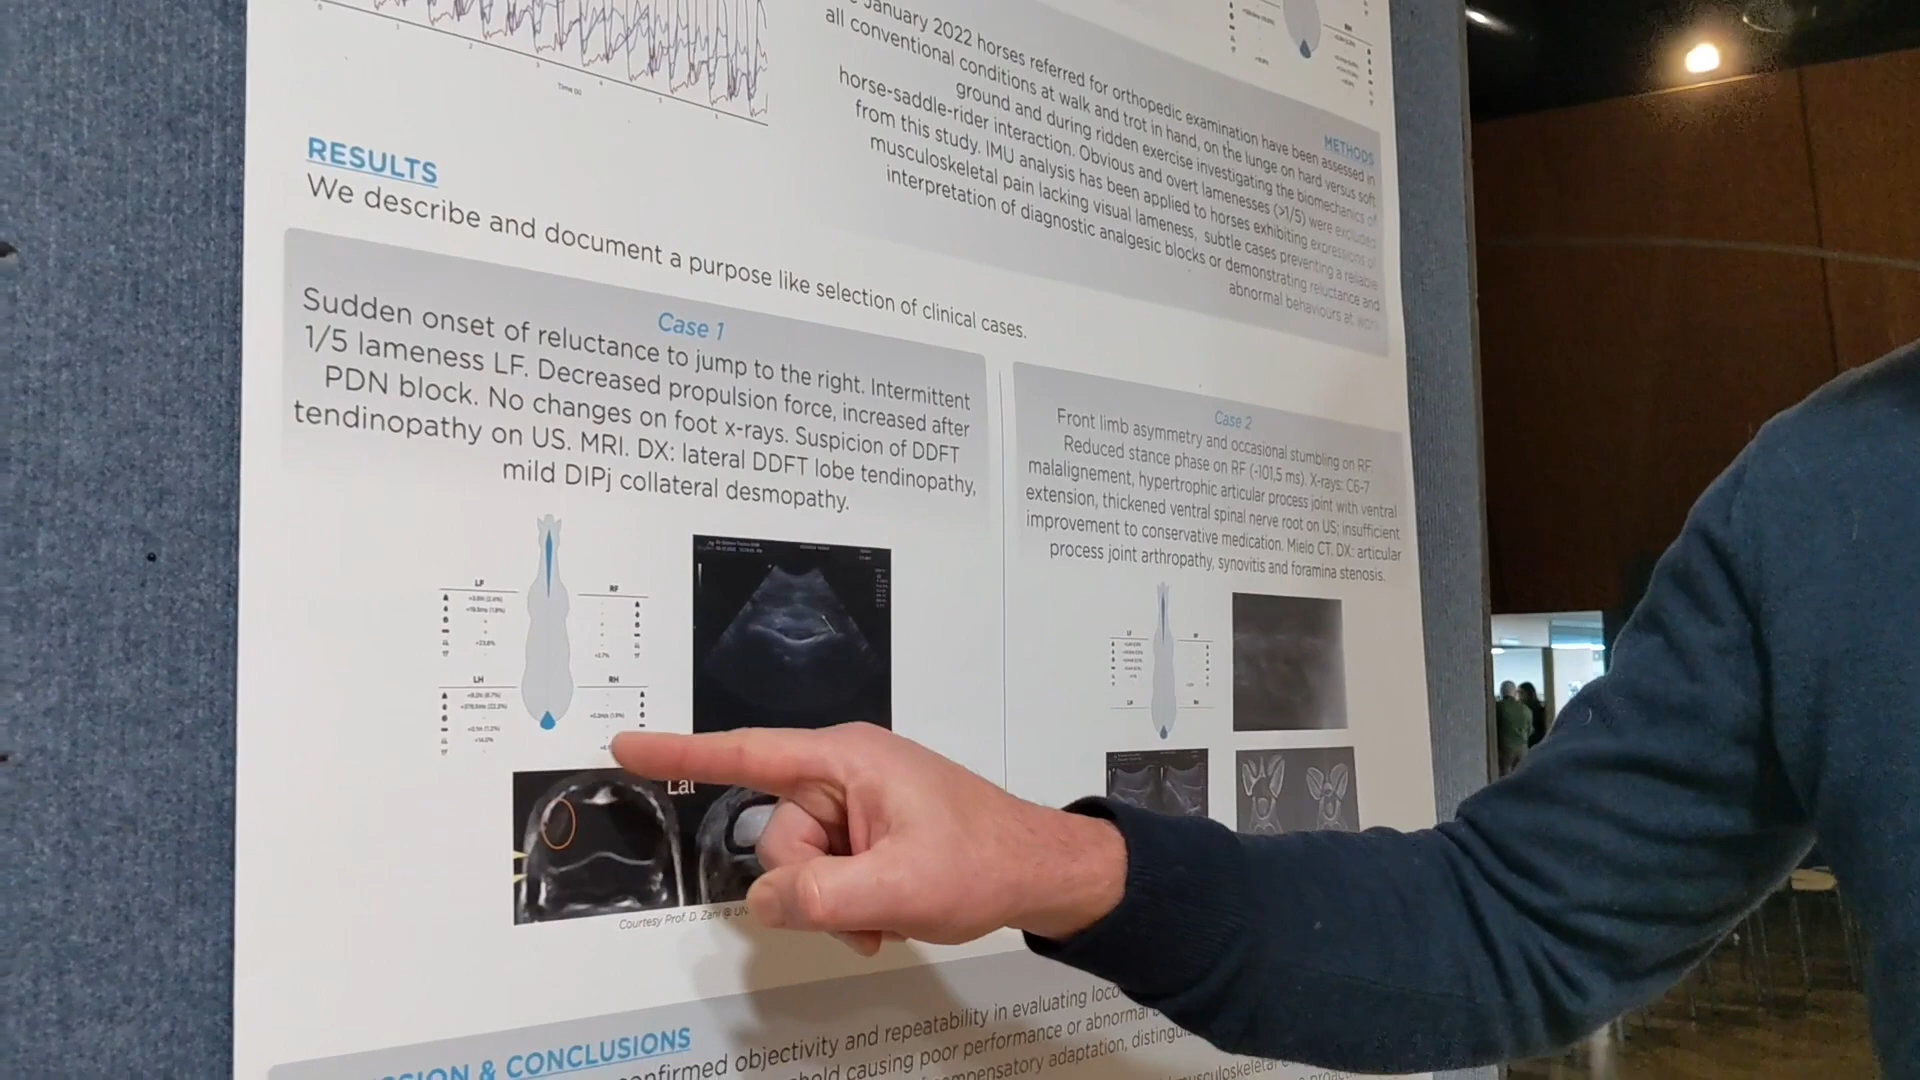 Time (s)
January 2022 horses referred for orthopedic examination have been assessed in
all conventional conditions at walk and trot in hand, on the lunge on hard versus soft
ground and during ridden exercise investigating the biomechanics of
horse-saddle-rider interaction. Obvious and overt lamenesses (>1/5) were excluded
from this study. IMU analysis has been applied to horses exhibiting expressions of
musculoskeletal pain lacking visual lameness, subtle cases preventing a reliable
interpretation of diagnostic analgesic blocks or demonstrating reluctance and
abnormal behaviours at work
METHODS
RESULTS
We describe and document a purpose like selection of clinical cases.
Case 1
Sudden onset of reluctance to jump to the right. Intermittent
1/5 lameness LF. Decreased propulsion force, increased after
PDN block. No changes on foot x-rays. Suspicion of DDFT
tendinopathy on US. MRI. DX: lateral DDFT lobe tendinopathy,
mild DIPj collateral desmopathy.
LF
RF
LH
RH
Lat
Courtesy Prof. D. Zani @
Case 2
Front limb asymmetry and occasional stumbling on RF
Reduced stance phase on RF (-101,5 ms). X-rays: C6-7
malalignement, hypertrophic articular process joint with ventral
extension, thickened ventral spinal nerve root on US; insufficient
improvement to conservative medication. Mielo CT. DX: articular
process joint arthropathy, synovitis and foramina stenosis.
& CONCLUSIONS
objectivity and repeatability in evaluating
causing poor performance or
adaptation,